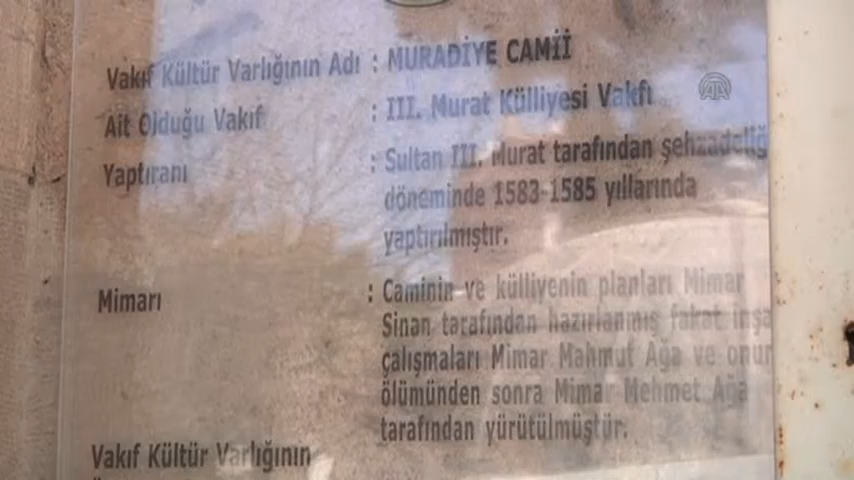 Vakıf Kültür Varlığının Adı : MURADİYE CAMİİ
Ait Olduğu Vakıf : III. Murat Külliyesi Vakfı
Yaptıranı : Sultan III. Murat tarafından şehzadeliğ
döneminde 1583-1585 yıllarında
yaptırılmıştır.
Mimarı : Caminin ve külliyenin planları Mimar
Sinan tarafından hazırlanmış fakat inşa
çalışmaları Mimar Mahmut Ağa ve onun
ölümünden sonra Mimar Mehmet Ağa
tarafından yürütülmüştür.
Vakıf Kültür Varlığının
AA